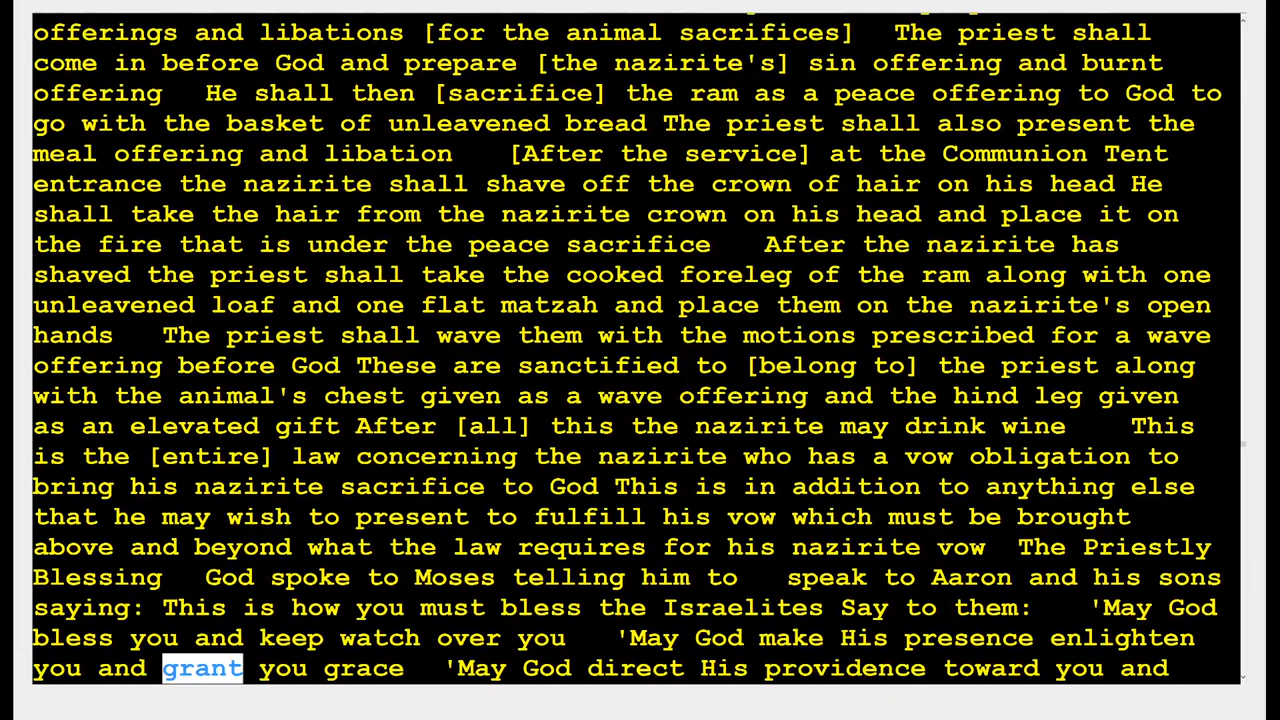 offerings and libations [for the animal sacrifices] The priest shall
come in before God and prepare [the nazirite's] sin offering and burnt
offering He shall then [sacrifice] the ram as a peace offering to God to
go with the basket of unleavened bread The priest shall also present the
meal offering and libation [After the service] at the Communion Tent
entrance the nazirite shall shave off the crown of hair on his head He
shall take the hair from the nazirite crown on his head and place it on
the fire that is under the peace sacrifice After the nazirite has
shaved the priest shall take the cooked foreleg of the ram along with one
unleavened loaf and one flat matzah and place them on the nazirite's open
hands The priest shall wave them with the motions prescribed for a wave
offering before God These are sanctified to [belong to] the priest along
with the animal's chest given as a wave offering and the hind leg given
as an elevated gift After [all] this the nazirite may drink wine This
is the [entire] law concerning the nazirite who has a vow obligation to
bring his nazirite sacrifice to God This is in addition to anything else
that he may wish to present to fulfill his vow which must be brought
above and beyond what the law requires for his nazirite vow The Priestly
Blessing God spoke to Moses telling him to speak to Aaron and his sons
saying: This is how you must bless the Israelites Say to them: 'May God
bless you and keep watch over you 'May God make His presence enlighten
you and grant you grace 'May God direct His providence toward you and